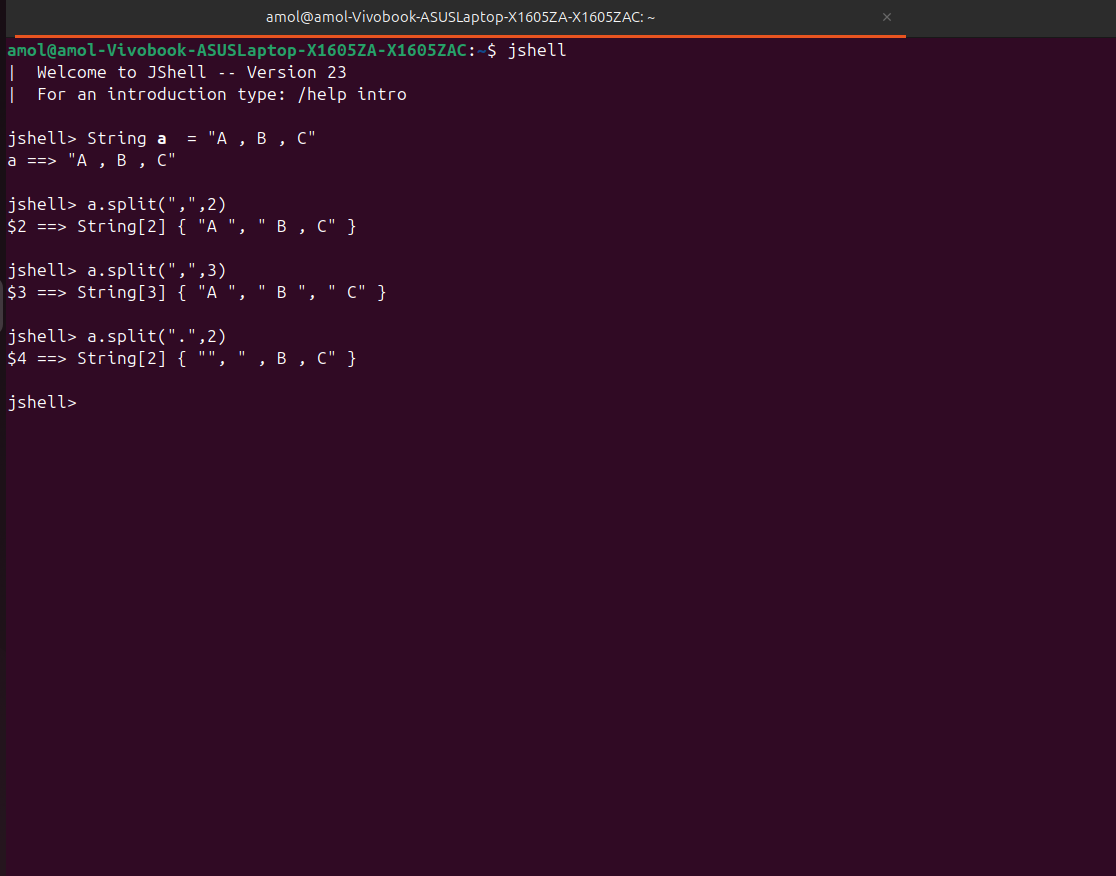 amol@amol-Vivobook-ASUSLaptop-X1605ZA-X1605ZAC: ~ ×
amol@amol-Vivobook-ASUSLaptop-X1605ZA-X1605ZAC:~$ jshell
|  Welcome to JShell -- Version 23
|  For an introduction type: /help intro
jshell> String a  = "A , B , C"
a ==> "A , B , C"
jshell> a.split(",",2)
$2 ==> String[2] { "A ", " B , C" }
jshell> a.split(",",3)
$3 ==> String[3] { "A ", " B ", " C" }
jshell> a.split(".",2)
$4 ==> String[2] { "", " , B , C" }
jshell>